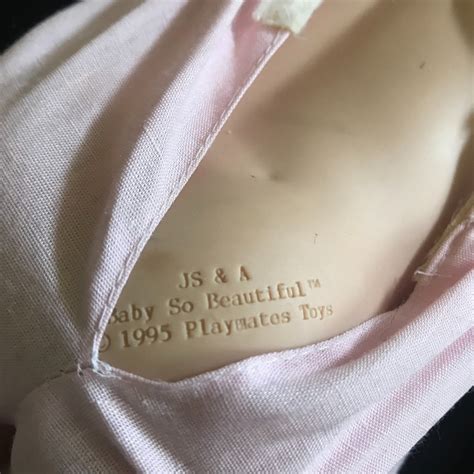 JS & A
Baby So Beautiful™
© 1995 Playmates Toys